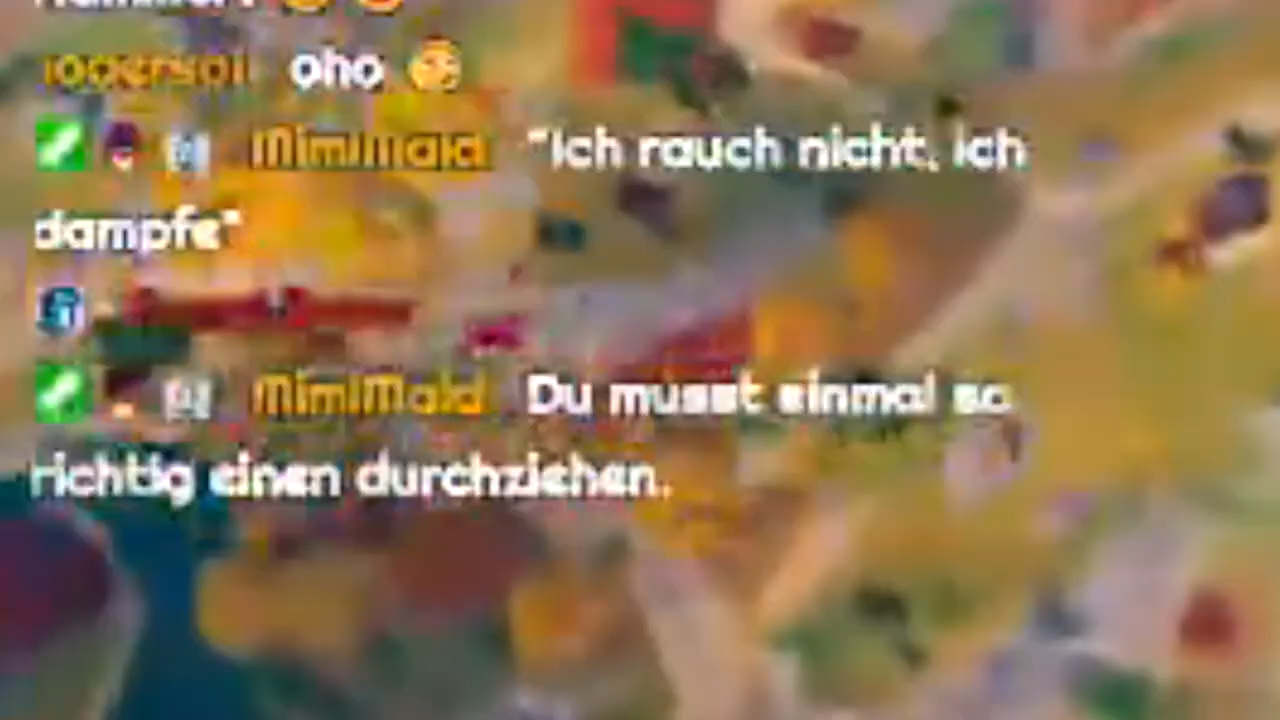 oho
MimiMaid "Ich rauch nicht, ich
dampfe"
MimiMaid Du musst einmal so
richtig einen durchziehen.